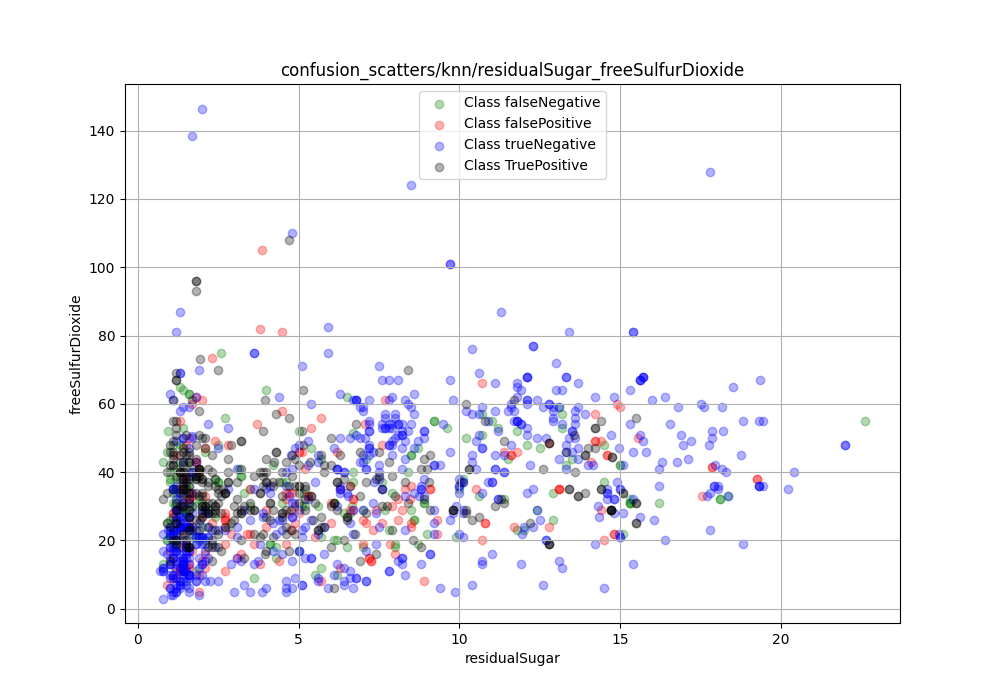 confusion_scatters/knn/residualSugar_freeSulfurDioxide
Class falseNegative
Class falsePositive
Class trueNegative
Class TruePositive
freeSulfurDioxide
140
120
100
80
60
40
20
0
0 5 10 15 20
residualSugar